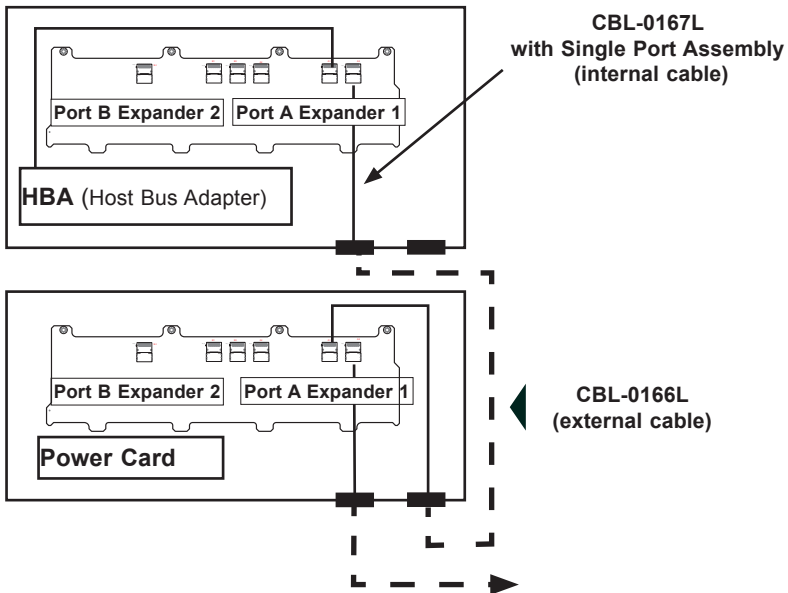 CBL-0167L
with Single Port Assembly
(internal cable)
Port B Expander 2
Port A Expander 1
HBA (Host Bus Adapter)
Port B Expander 2
Port A Expander 1
CBL-0166L
(external cable)
Power Card